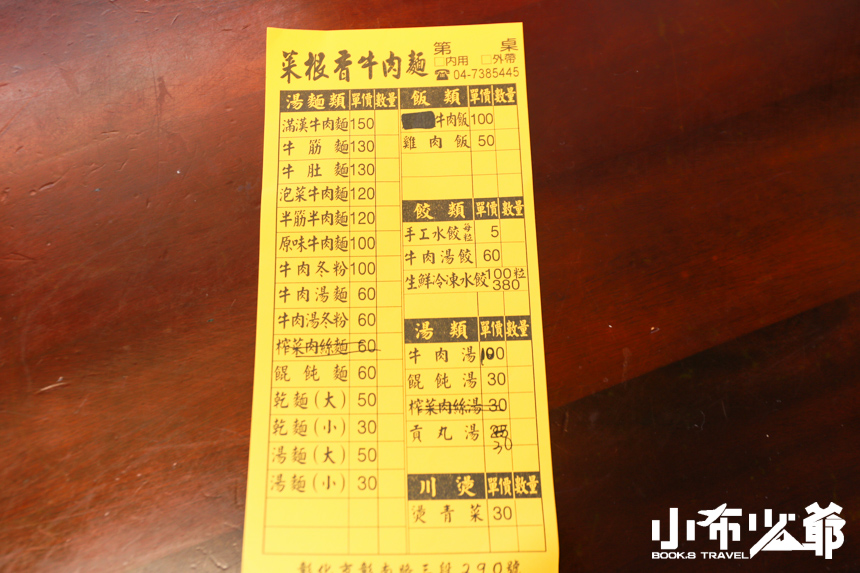 菜根香牛肉麵
第 桌
□內用 □外帶
☎04-7385445
湯麵類 單價 數量
滿漢牛肉麵 150
牛筋麵 130
牛肚麵 130
泡菜牛肉麵 120
半筋半肉麵 120
原味牛肉麵 100
牛肉冬粉 100
牛肉湯麵 60
牛肉湯冬粉 60
榨菜肉絲麵 60
餛飩麵 60
乾麵(大) 50
乾麵(小) 30
湯麵(大) 50
湯麵(小) 30
飯類 單價 數量
牛肉飯 100
雞肉飯 50
餃類 單價 數量
手工水餃 每粒 5
牛肉湯餃 60
生鮮冷凍水餃 100粒 380
湯類 單價 數量
牛肉湯 100
餛飩湯 30
榨菜肉絲湯 30
貢丸湯 30
川燙 單價 數量
燙青菜 30
彰化市彰南路三段290號
小布少爺
BOOK.S TRAVEL